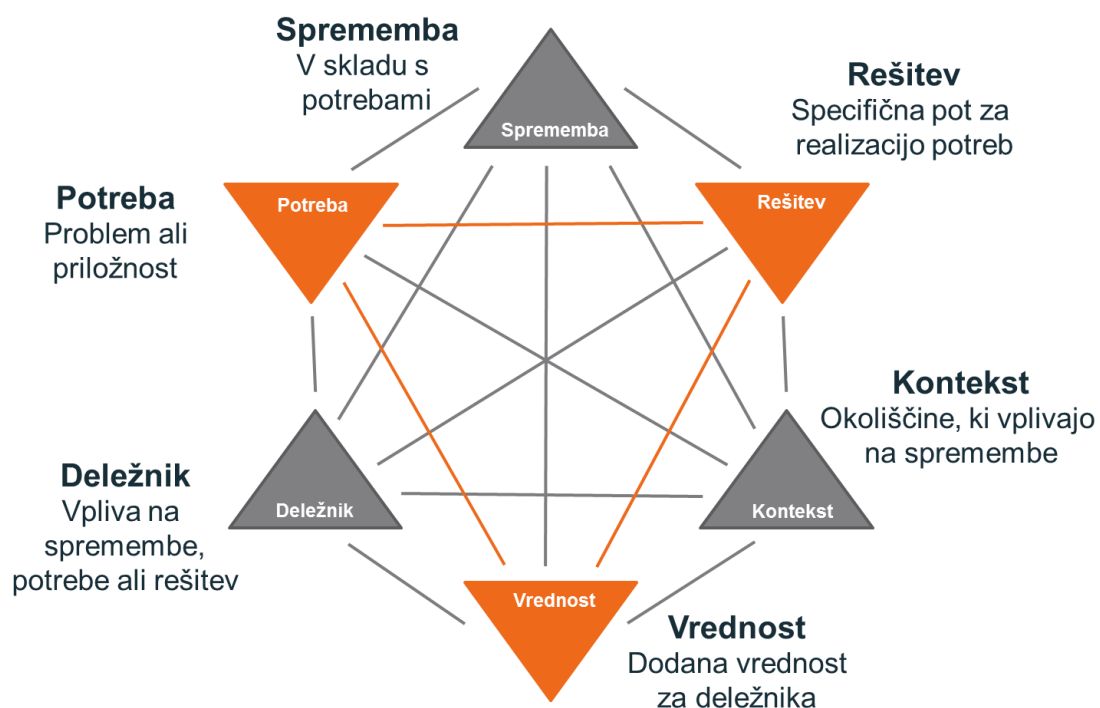 Sprememba
V skladu s
potrebami
Sprememba
Rešitev
Specifična pot za
realizacijo potreb
Potreba
Problem ali
priložnost
Potreba
Rešitev
Kontekst
Okoliščine, ki vplivajo
na spremembe
Deležnik
Vpliva na
spremembe,
potrebe ali rešitev
Deležnik
Kontekst
Vrednost
Vrednost
Dodana vrednost
za deležnika